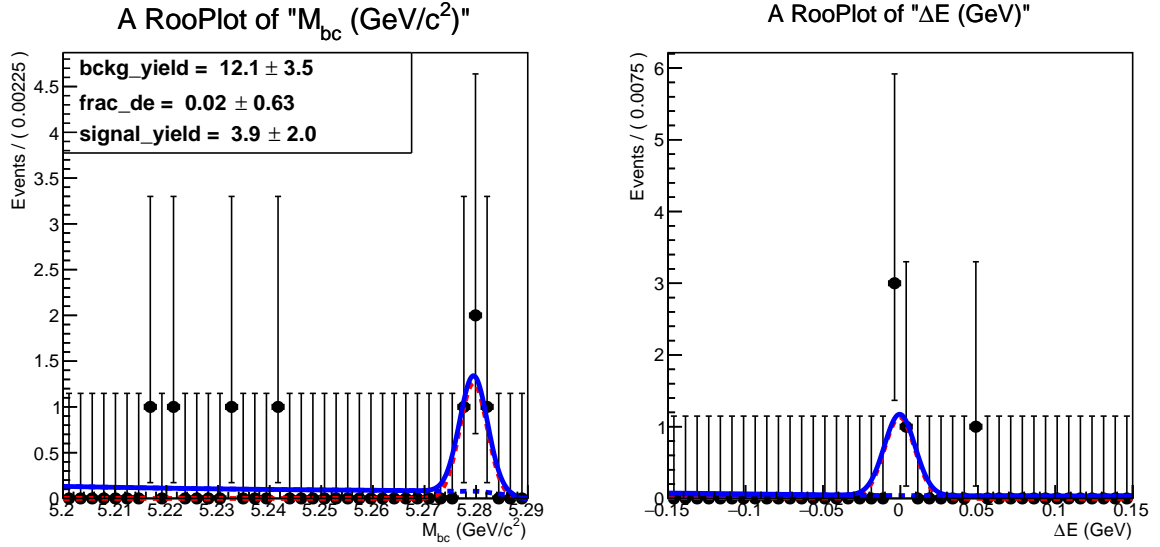 A RooPlot of "M_bc (GeV/c²)"
Events / ( 0.00225)
bckg_yield = 12.1 ± 3.5
frac_de = 0.02 ± 0.63
signal_yield = 3.9 ± 2.0
4.5
4
3.5
3
2.5
2
1.5
1
0.5
0
5.2 5.21 5.22 5.23 5.24 5.25 5.26 5.27 5.28 5.29
M_bc (GeV/c²)
A RooPlot of "ΔE (GeV)"
Events / ( 0.0075)
6
5
4
3
2
1
0
−0.15 −0.1 −0.05 0 0.05 0.1 0.15
ΔE (GeV)